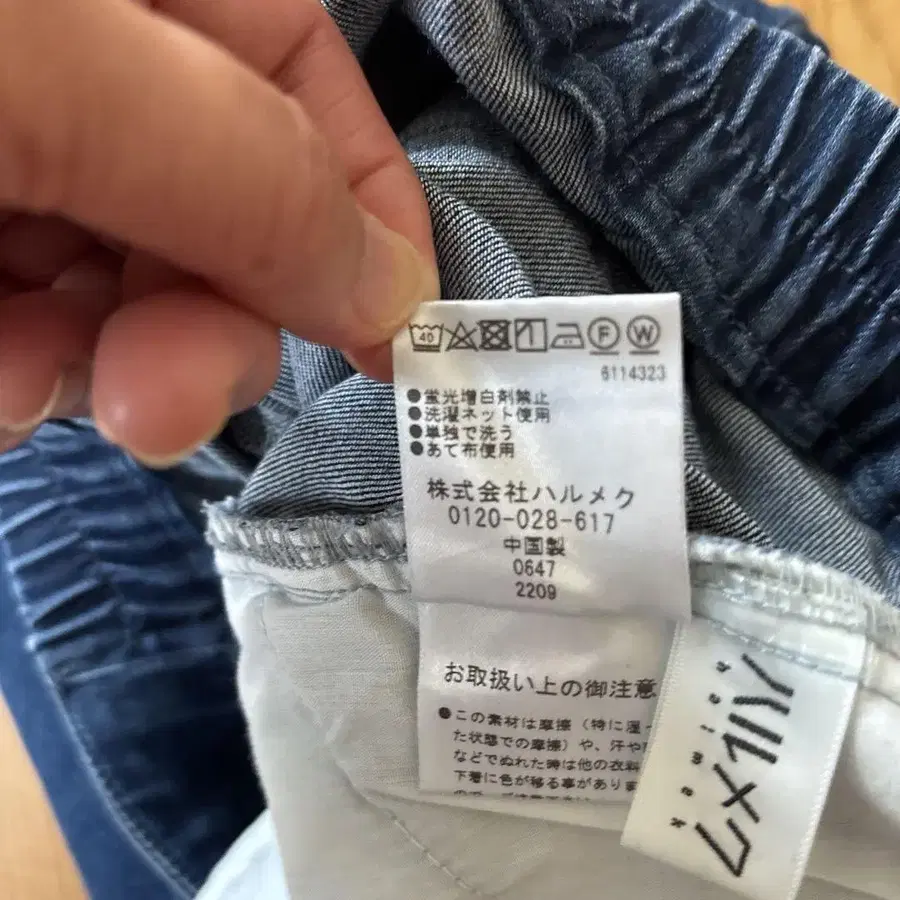 40 F W
6114323
●蛍光増白剤禁止
●洗濯ネット使用
●単独で洗う
●あて布使用
株式会社ハルメク
0120-028-617
中国製
0647
2209
お取扱い上の御注意
●この素材は摩擦（特に湿っ
た状態での摩擦）や、汗や
などでぬれた時は他の衣料
下着に色が移る事がありま
ハルメク
halmek